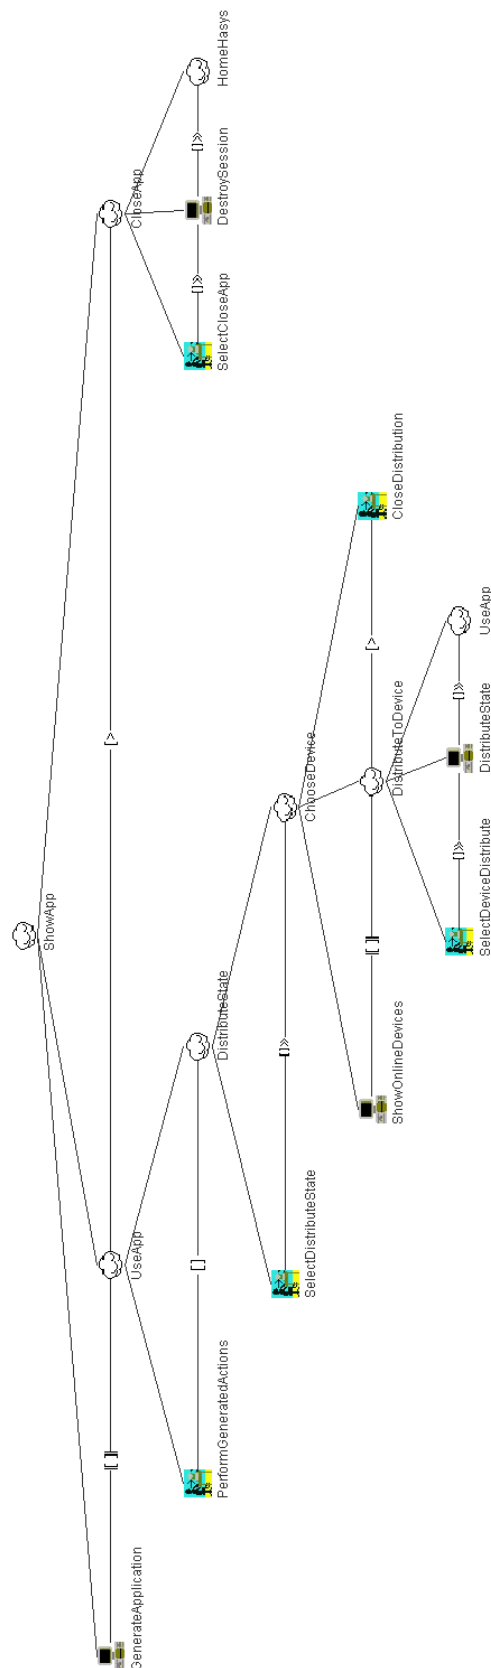 ShowApp
GenerateApplication
|[]|
UseApp
[>
CloseApp
PerformGeneratedActions
[]
DistributeState
SelectCloseApp
[]>>
DestroySession
[]>>
HomeHasys
SelectDistributeState
[]>>
ChooseDevice
ShowOnlineDevices
|[]|
DistributeToDevice
[>
CloseDistribution
SelectDeviceDistribute
[]>>
DistributeState
[]>>
UseApp